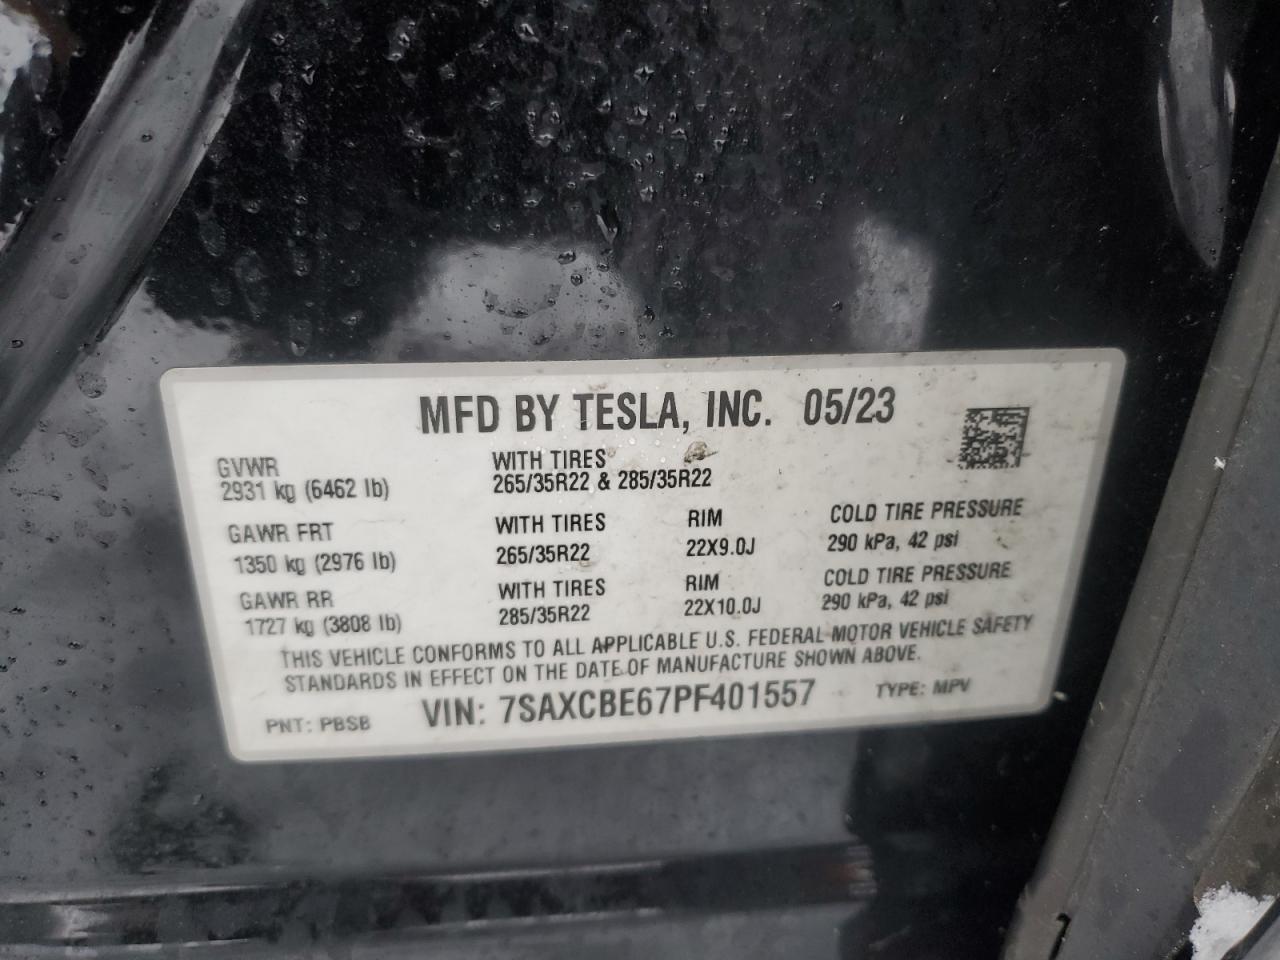 MFD BY TESLA, INC. 05/23
GVWR WITH TIRES
2931 kg (6462 lb) 265/35R22 & 285/35R22
GAWR FRT WITH TIRES RIM COLD TIRE PRESSURE
1350 kg (2976 lb) 265/35R22 22X9.0J 290 kPa, 42 psi
GAWR RR WITH TIRES RIM COLD TIRE PRESSURE
1727 kg (3808 lb) 285/35R22 22X10.0J 290 kPa, 42 psi
THIS VEHICLE CONFORMS TO ALL APPLICABLE U.S. FEDERAL MOTOR VEHICLE SAFETY
STANDARDS IN EFFECT ON THE DATE OF MANUFACTURE SHOWN ABOVE.
PNT: PBSB VIN: 7SAXCBE67PF401557 TYPE: MPV